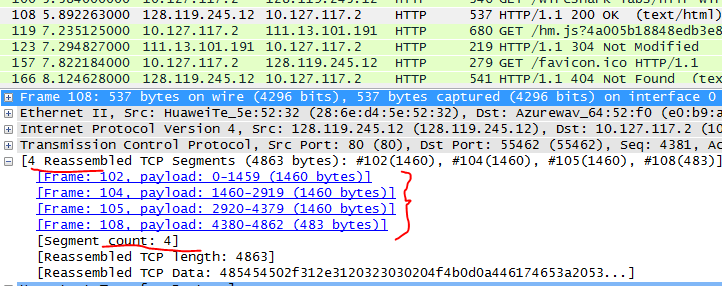 108 5.892263000 128.119.245.12 10.127.117.2 HTTP 537 HTTP/1.1 200 OK (text/html)
119 7.235125000 10.127.117.2 111.13.101.191 HTTP 680 GET /hm.js?4a005b18848edb3e8
123 7.294827000 111.13.101.191 10.127.117.2 HTTP 219 HTTP/1.1 304 Not Modified
157 7.822184000 10.127.117.2 128.119.245.12 HTTP 279 GET /favicon.ico HTTP/1.1
166 8.124628000 128.119.245.12 10.127.117.2 HTTP 541 HTTP/1.1 404 Not Found (text
Frame 108: 537 bytes on wire (4296 bits), 537 bytes captured (4296 bits) on interface 0
Ethernet II, Src: HuaweiTe_5e:52:32 (28:6e:d4:5e:52:32), Dst: Azurewav_64:52:f0 (e0:b9:a
Internet Protocol Version 4, Src: 128.119.245.12 (128.119.245.12), Dst: 10.127.117.2 (10
Transmission Control Protocol, Src Port: 80 (80), Dst Port: 55462 (55462), Seq: 4381, Ac
[4 Reassembled TCP Segments (4863 bytes): #102(1460), #104(1460), #105(1460), #108(483)]
[Frame: 102, payload: 0-1459 (1460 bytes)]
[Frame: 104, payload: 1460-2919 (1460 bytes)]
[Frame: 105, payload: 2920-4379 (1460 bytes)]
[Frame: 108, payload: 4380-4862 (483 bytes)]
[Segment count: 4]
[Reassembled TCP length: 4863]
[Reassembled TCP Data: 485454502f312e3120323030204f4b0d0a446174653a2053...]